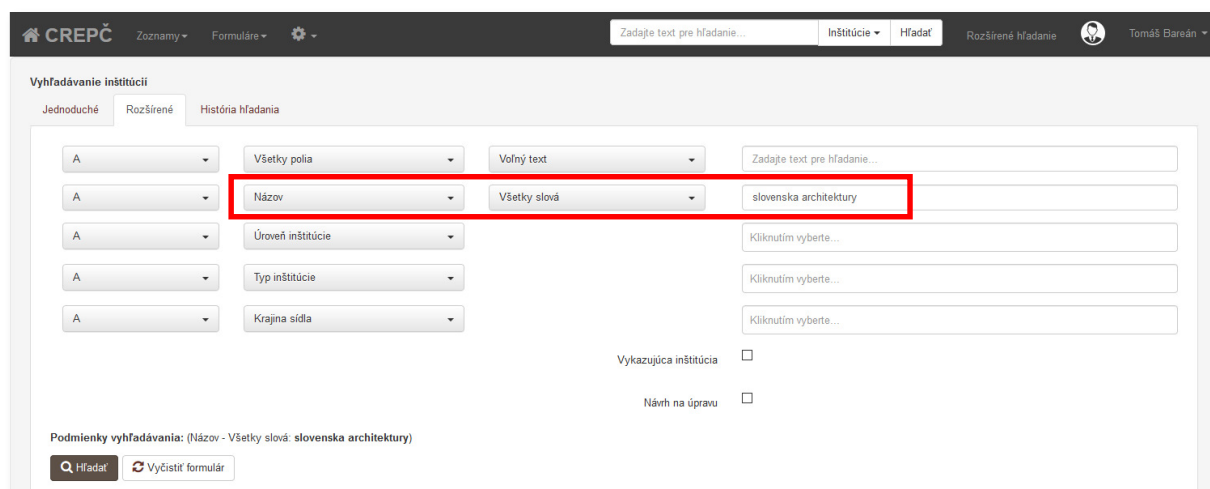 CREPČ Zoznamy Formuláre Zadajte text pre hľadanie... Inštitúcie Hľadať Rozšírené hľadanie Tomáš Bareán
Vyhľadávanie inštitúcií
Jednoduché Rozšírené História hľadania
A Všetky polia Voľný text Zadajte text pre hľadanie...
A Názov Všetky slová slovenska architektury
A Úroveň inštitúcie Kliknutím vyberte...
A Typ inštitúcie Kliknutím vyberte...
A Krajina sídla Kliknutím vyberte...
Vykazujúca inštitúcia
Návrh na úpravu
Podmienky vyhľadávania: (Názov - Všetky slová: slovenska architektury)
Hľadať Vyčistiť formulár